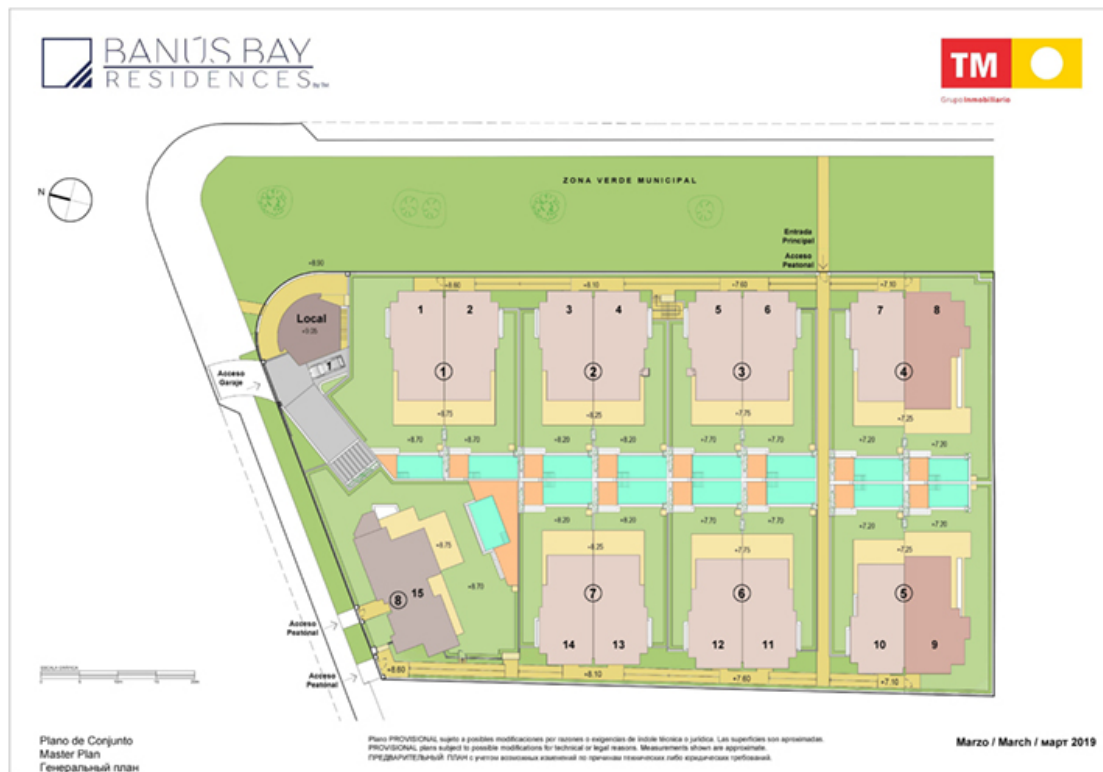 BANÚS BAY
RESIDENCES by TM
TM
Grupo Inmobiliario
N
ZONA VERDE MUNICIPAL
Entrada
Principal
Acceso
Peatonal
+8.90
+8.60
+8.10
+7.60
+7.10
Local
+9.05
1
2
3
4
5
6
7
8
Acceso
Garaje
1
2
3
4
+8.75
+8.25
+7.75
+7.25
+8.70
+8.70
+8.20
+8.20
+7.70
+7.70
+7.20
+7.20
+8.20
+8.20
+7.70
+7.70
+7.20
+7.20
+8.75
+8.25
+7.75
+7.25
+8.70
8
15
7
6
5
Acceso
Peatonal
14
13
12
11
10
9
Acceso
Peatonal
+8.60
+8.10
+7.60
+7.10
ESCALA GRÁFICA
Plano de Conjunto
Master Plan
Генеральный план
Plano PROVISIONAL sujeto a posibles modificaciones por razones o exigencias de índole técnica o jurídica. Las superficies son aproximadas.
PROVISIONAL plans subject to possible modifications for technical or legal reasons. Measurements shown are approximate.
ПРЕДВАРИТЕЛЬНЫЙ ПЛАН с учетом возможных изменений по причинам технических либо юридических требований.
Marzo / March / март 2019